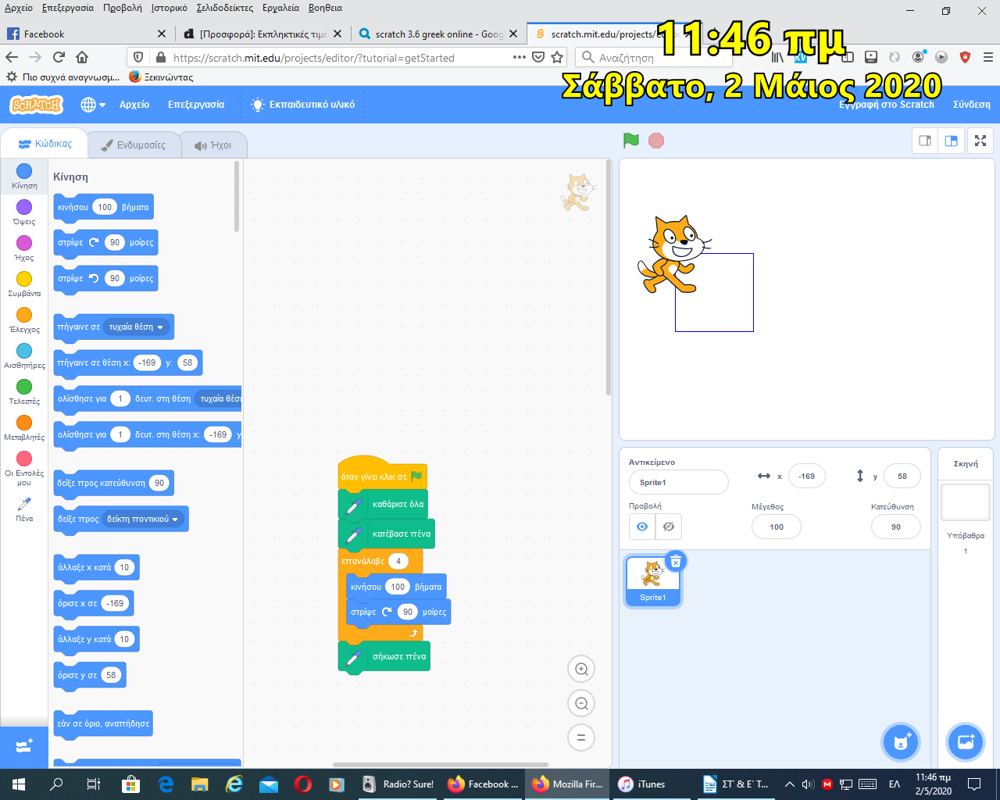 Αρχείο Επεξεργασία Προβολή Ιστορικό Σελιδοδείκτες Εργαλεία Βοηθεια
Facebook
[Προσφορά]: Εκπληκτικές τιμέ
scratch 3.6 greek online - Goog
scratch.mit.edu/projects/edito
11:46 πμ
https://scratch.mit.edu/projects/editor/?tutorial=getStarted
Αναζήτηση
Πιο συχνά αναγνωσμ... Ξεκινώντας
Σάββατο, 2 Μάιος 2020
SCRATCH
Αρχείο Επεξεργασία Εκπαιδευτικό υλικό
Εγγραφή στο Scratch Σύνδεση
Κώδικας Ενδυμασίες Ήχοι
Κίνηση
Όψεις
Ήχος
Συμβάντα
Έλεγχος
Αισθητήρες
Τελεστές
Μεταβλητές
Οι Εντολές
μου
Πένα
Κίνηση
κινήσου 100 βήματα
στρίψε 90 μοίρες
στρίψε 90 μοίρες
πήγαινε σε τυχαία θέση
πήγαινε σε θέση x: -169 y: 58
ολίσθησε για 1 δευτ. στη θέση τυχαία θέση
ολίσθησε για 1 δευτ. στη θέση x: -169 y
δείξε προς κατεύθυνση 90
δείξε προς δείκτη ποντικιού
άλλαξε x κατά 10
όρισε x σε -169
άλλαξε y κατά 10
όρισε y σε 58
εάν σε όριο, αναπήδησε
όταν γίνει κλικ σε
καθάρισε όλα
κατέβασε πένα
επανάλαβε 4
κινήσου 100 βήματα
στρίψε 90 μοίρες
σήκωσε πένα
Αντικείμενο
Sprite1
x -169
y 58
Προβολή
Μέγεθος
100
Κατεύθυνση
90
Sprite1
Σκηνή
Υπόβαθρα
1
Radio? Sure!
Facebook ...
Mozilla Fir...
iTunes
ΣΤ΄ & Ε΄ Τ...
ΕΛ
11:46 πμ
2/5/2020